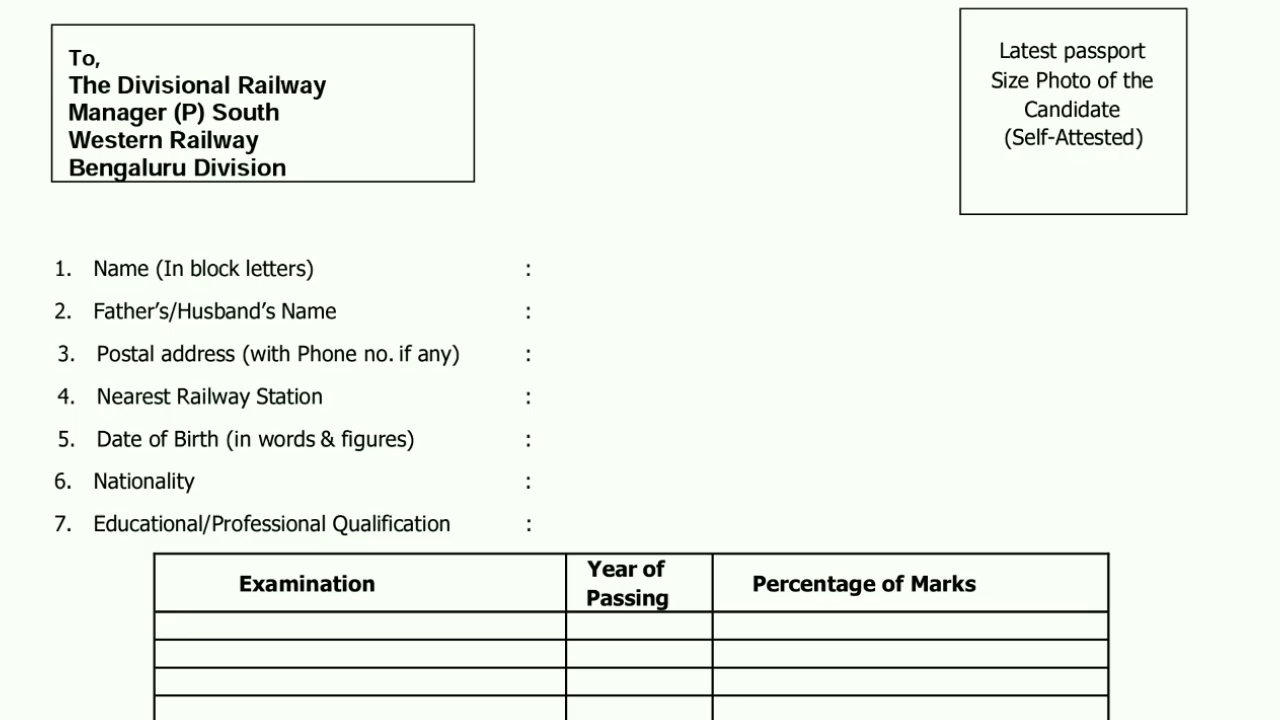 To,
The Divisional Railway
Manager (P) South
Western Railway
Bengaluru Division
Latest passport
Size Photo of the
Candidate
(Self-Attested)
1. Name (In block letters) :
2. Father’s/Husband’s Name :
3. Postal address (with Phone no. if any) :
4. Nearest Railway Station :
5. Date of Birth (in words & figures) :
6. Nationality :
7. Educational/Professional Qualification :
Examination Year of Passing Percentage of Marks